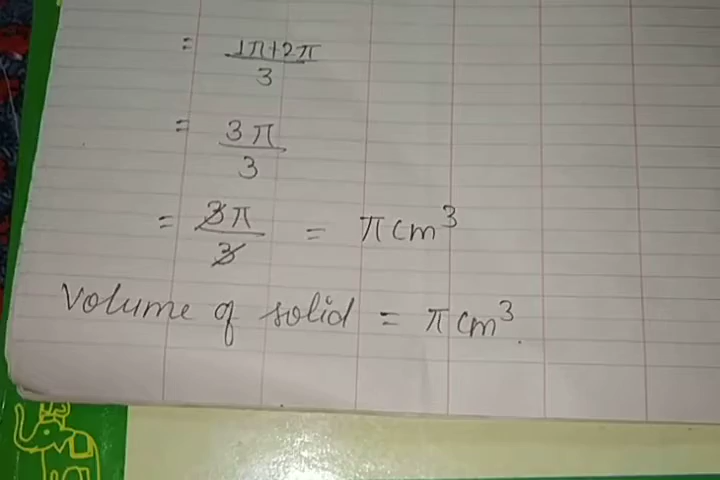 = 1π+2π / 3
= 3π / 3
= 3π / 3 = π cm³
Volume of solid = π cm³.